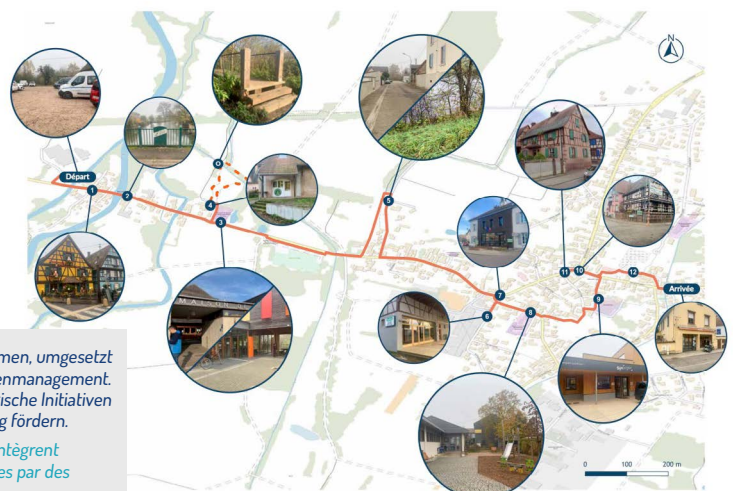 N
Départ
1
2
O
4
3
5
11
10
12
7
6
8
9
Arrivée
0 100 200 m
men, umgesetzt
enmanagement.
ische Initiativen
g fördern.
ntègrent
es par des